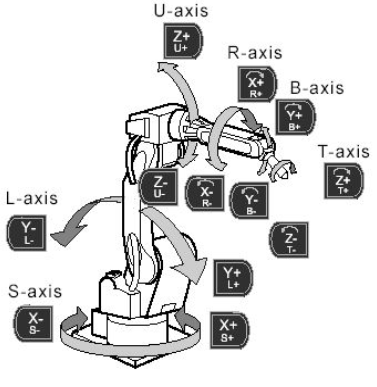 U-axis
Z+
U+
R-axis
X+
R+
B-axis
Y+
B+
T-axis
Z+
T+
L-axis
Y-
L-
Z-
U-
X-
R-
Y-
B-
Z-
T-
Y+
L+
S-axis
X-
S-
X+
S+